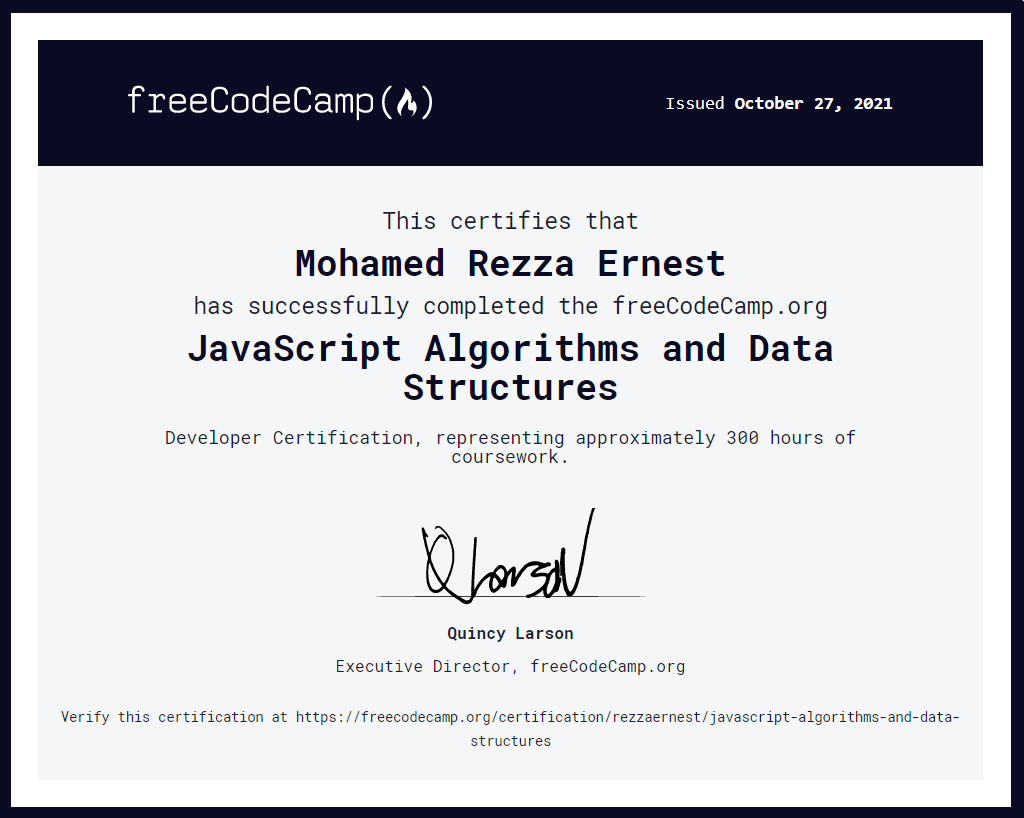 freeCodeCamp(🔥)
Issued October 27, 2021
This certifies that
Mohamed Rezza Ernest
has successfully completed the freeCodeCamp.org
JavaScript Algorithms and Data
Structures
Developer Certification, representing approximately 300 hours of
coursework.
Q Larson
Quincy Larson
Executive Director, freeCodeCamp.org
Verify this certification at https://freecodecamp.org/certification/rezzaernest/javascript-algorithms-and-data-
structures